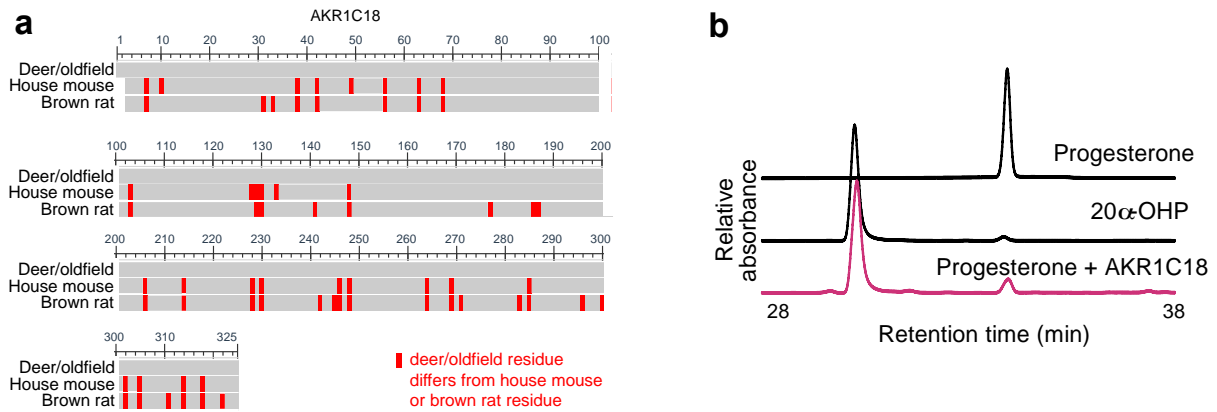 a
AKR1C18
1 10 20 30 40 50 60 70 80 90 100
Deer/oldfield
House mouse
Brown rat
100 110 120 130 140 150 160 170 180 190 200
Deer/oldfield
House mouse
Brown rat
200 210 220 230 240 250 260 270 280 290 300
Deer/oldfield
House mouse
Brown rat
300 310 325
Deer/oldfield
House mouse
Brown rat
deer/oldfield residue
differs from house mouse
or brown rat residue
b
Relative
absorbance
Progesterone
20αOHP
Progesterone + AKR1C18
28 38
Retention time (min)